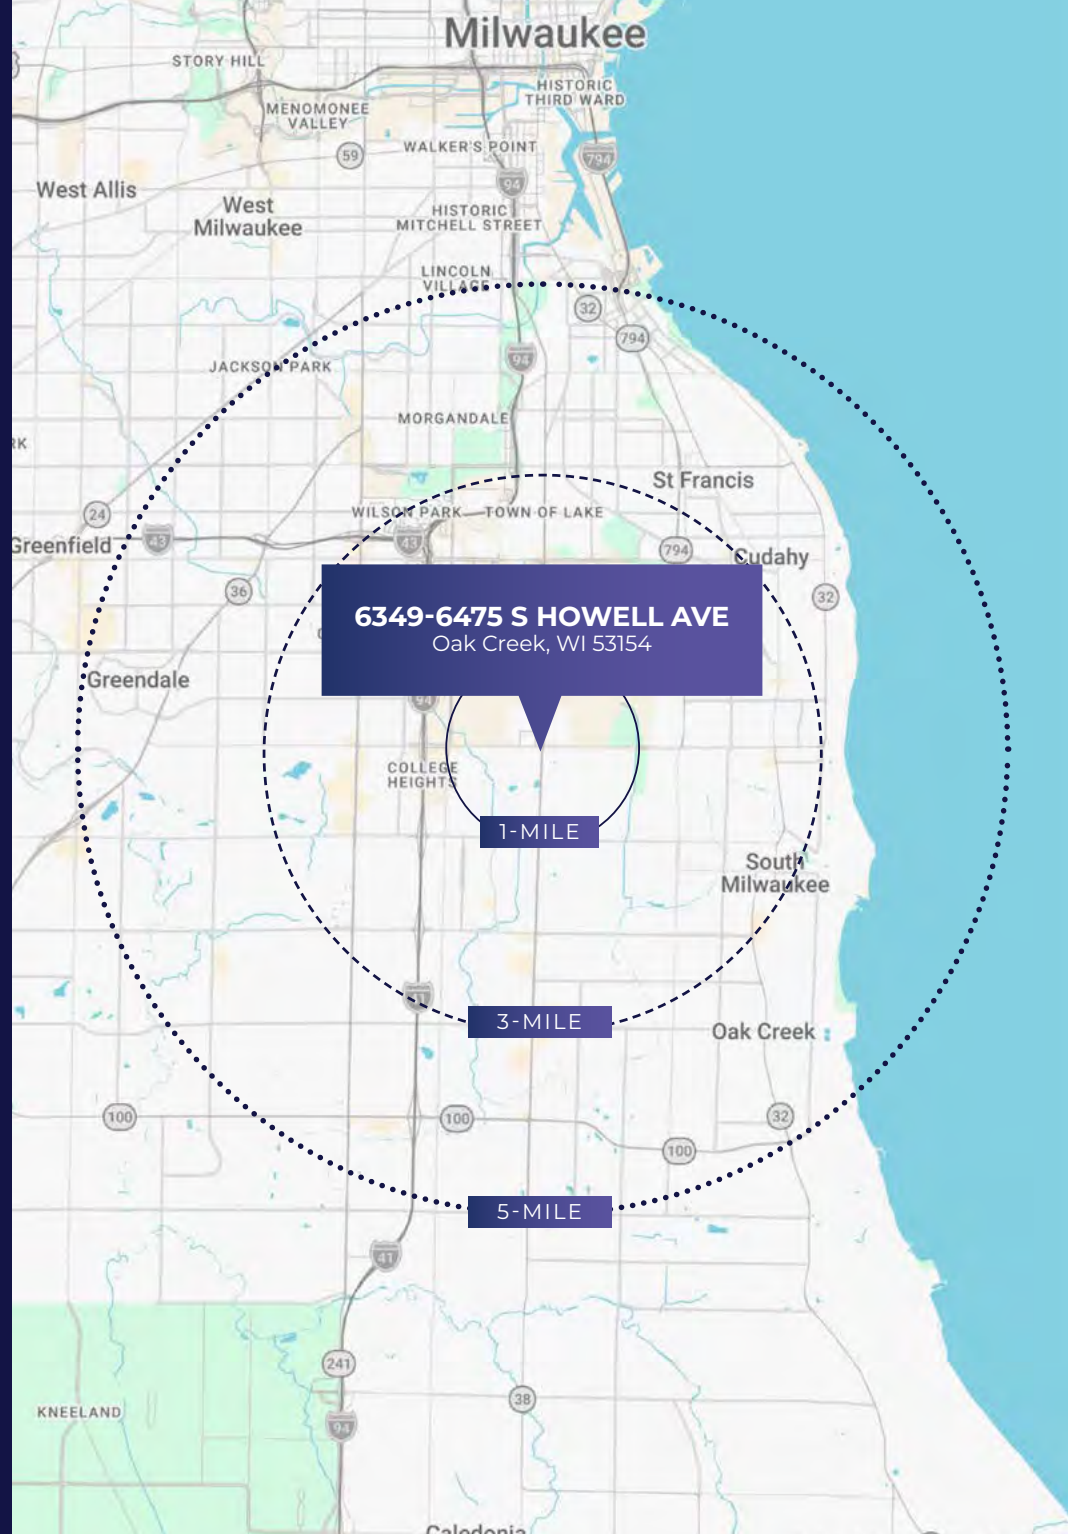 Milwaukee
STORY HILL
HISTORIC
THIRD WARD
MENOMONEE
VALLEY
59
WALKER'S POINT
794
94
West Allis
West
Milwaukee
HISTORIC
MITCHELL STREET
LINCOLN
VILLAGE
32
794
94
JACKSON PARK
MORGANDALE
RK
St Francis
24
WILSON PARK
TOWN OF LAKE
Greenfield
43
43
794
Cudahy
36
32
6349-6475 S HOWELL AVE
Oak Creek, WI 53154
Greendale
94
COLLEGE
HEIGHTS
1-MILE
South
Milwaukee
3-MILE
Oak Creek
100
100
32
100
5-MILE
41
241
38
KNEELAND
94
Caledonia